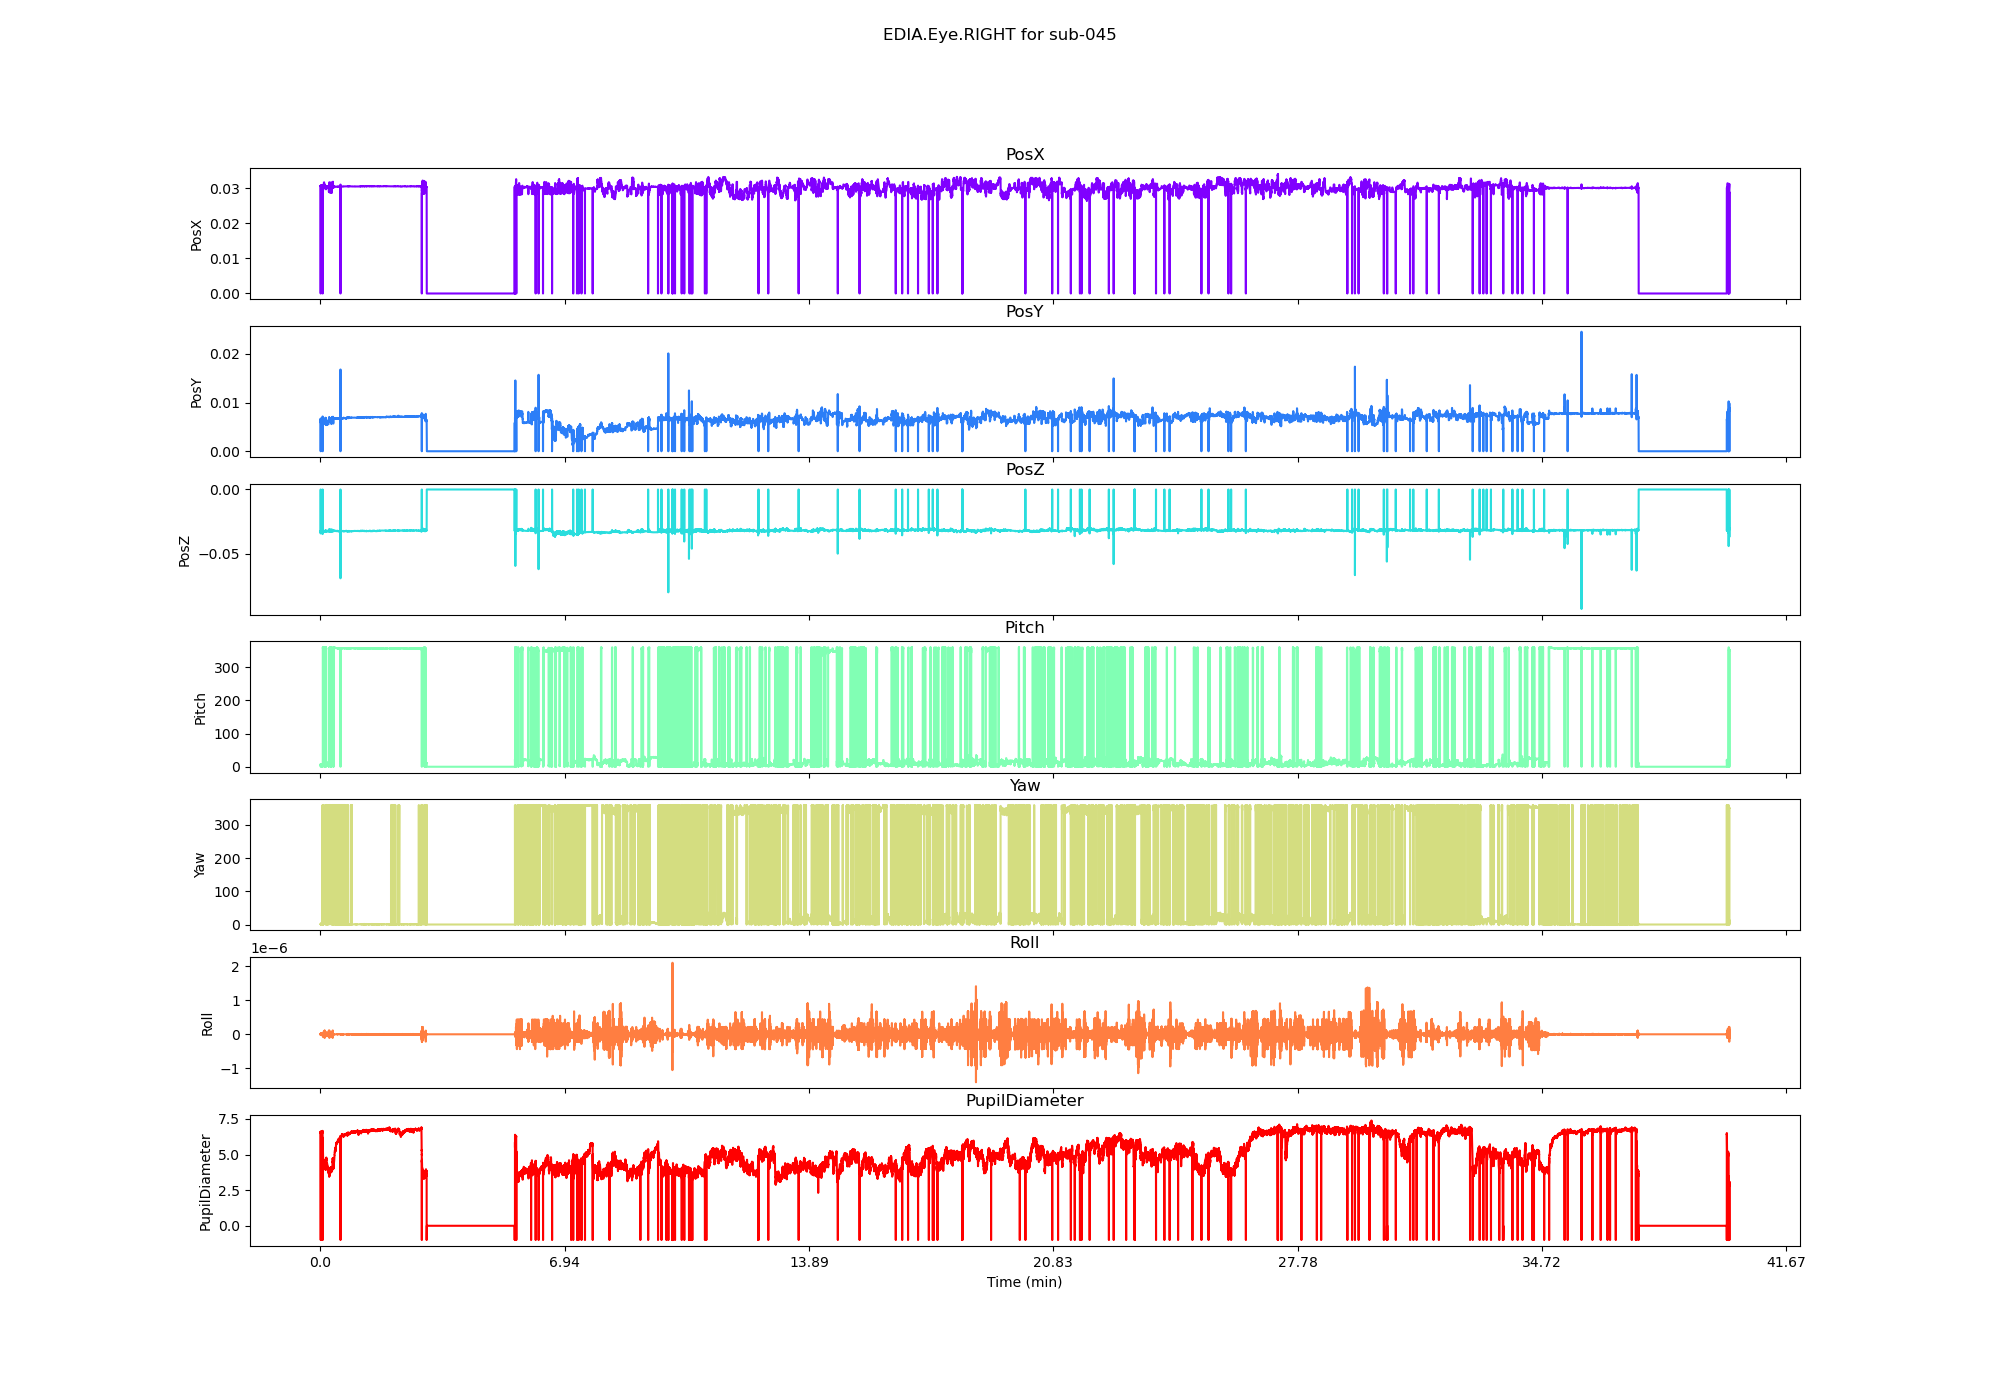 EDIA.Eye.RIGHT for sub-045
PosX
PosX
0.03
0.02
0.01
0.00
PosY
PosY
0.02
0.01
0.00
PosZ
PosZ
0.00
−0.05
Pitch
Pitch
300
200
100
0
Yaw
Yaw
300
200
100
0
1e−6
Roll
Roll
2
1
0
−1
PupilDiameter
PupilDiameter
7.5
5.0
2.5
0.0
0.0 6.94 13.89 20.83 27.78 34.72 41.67
Time (min)